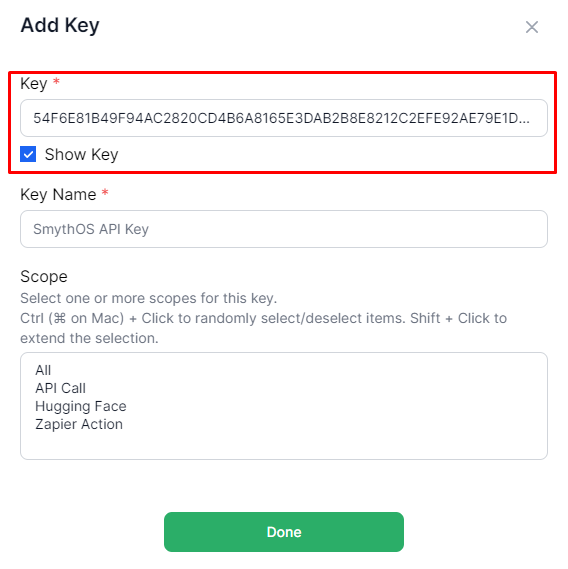 Add Key
Key *
54F6E81B49F94AC2820CD4B6A8165E3DAB2B8E8212C2EFE92AE79E1D...
Show Key
Key Name *
SmythOS API Key
Scope
Select one or more scopes for this key.
Ctrl (⌘ on Mac) + Click to randomly select/deselect items. Shift + Click to
extend the selection.
All
API Call
Hugging Face
Zapier Action
Done